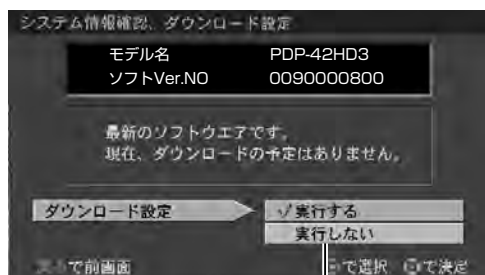 システム情報確認、ダウンロード設定
モデル名 PDP-42HD3
ソフトVer.NO 0090000800
最新のソフトウエアです。
現在、ダウンロードの予定はありません。
ダウンロード設定 ✓実行する
実行しない
で前画面 で選択 で決定